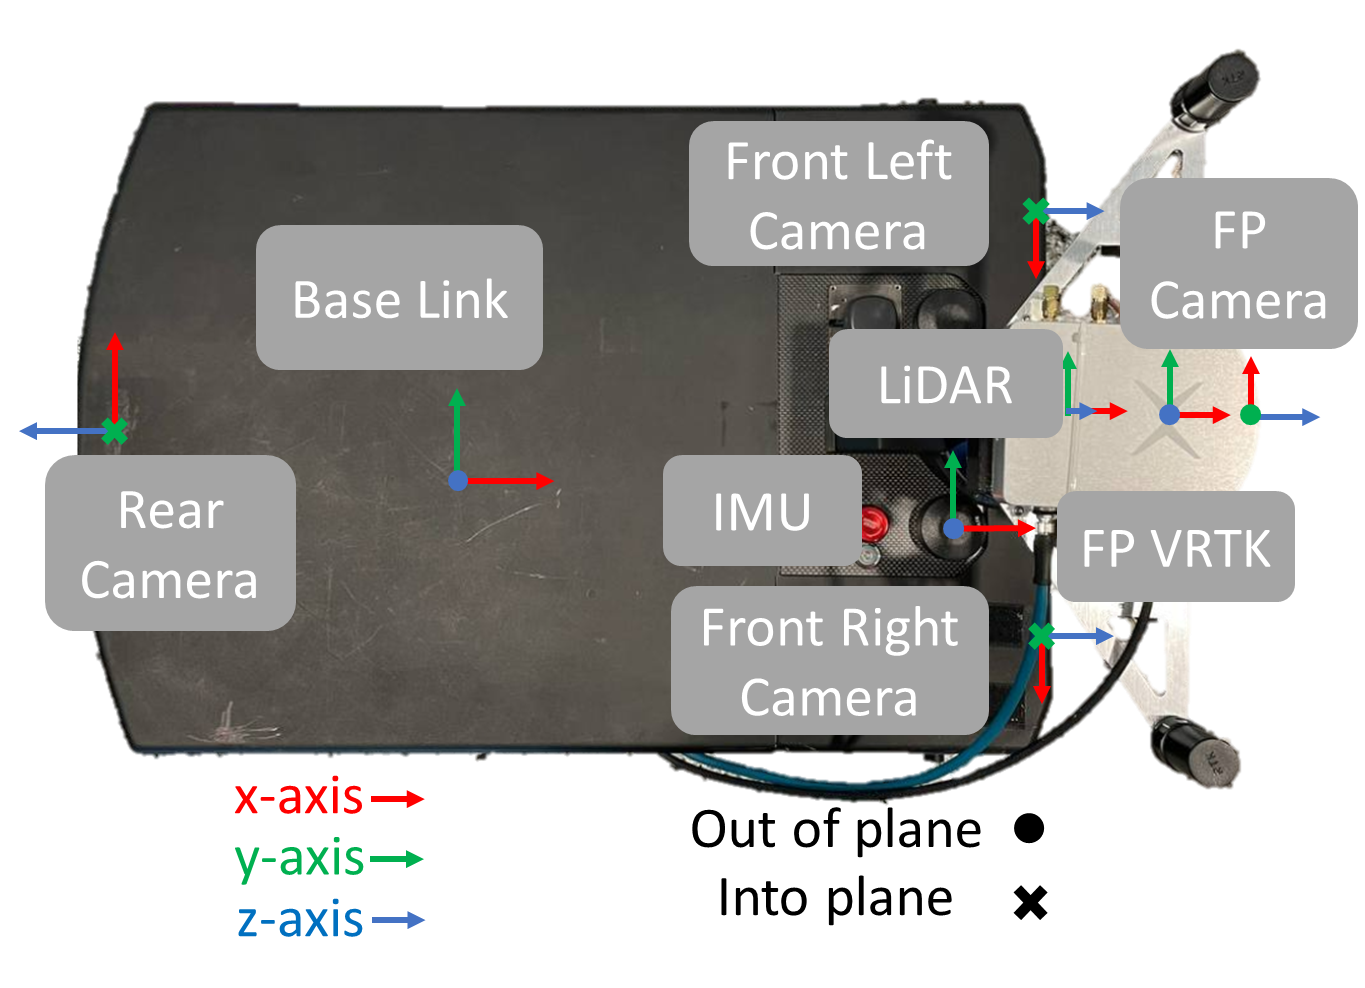 Front Left
Camera
FP
Camera
Base Link
LiDAR
Rear
Camera
IMU
FP VRTK
Front Right
Camera
x-axis
y-axis
z-axis
Out of plane
Into plane